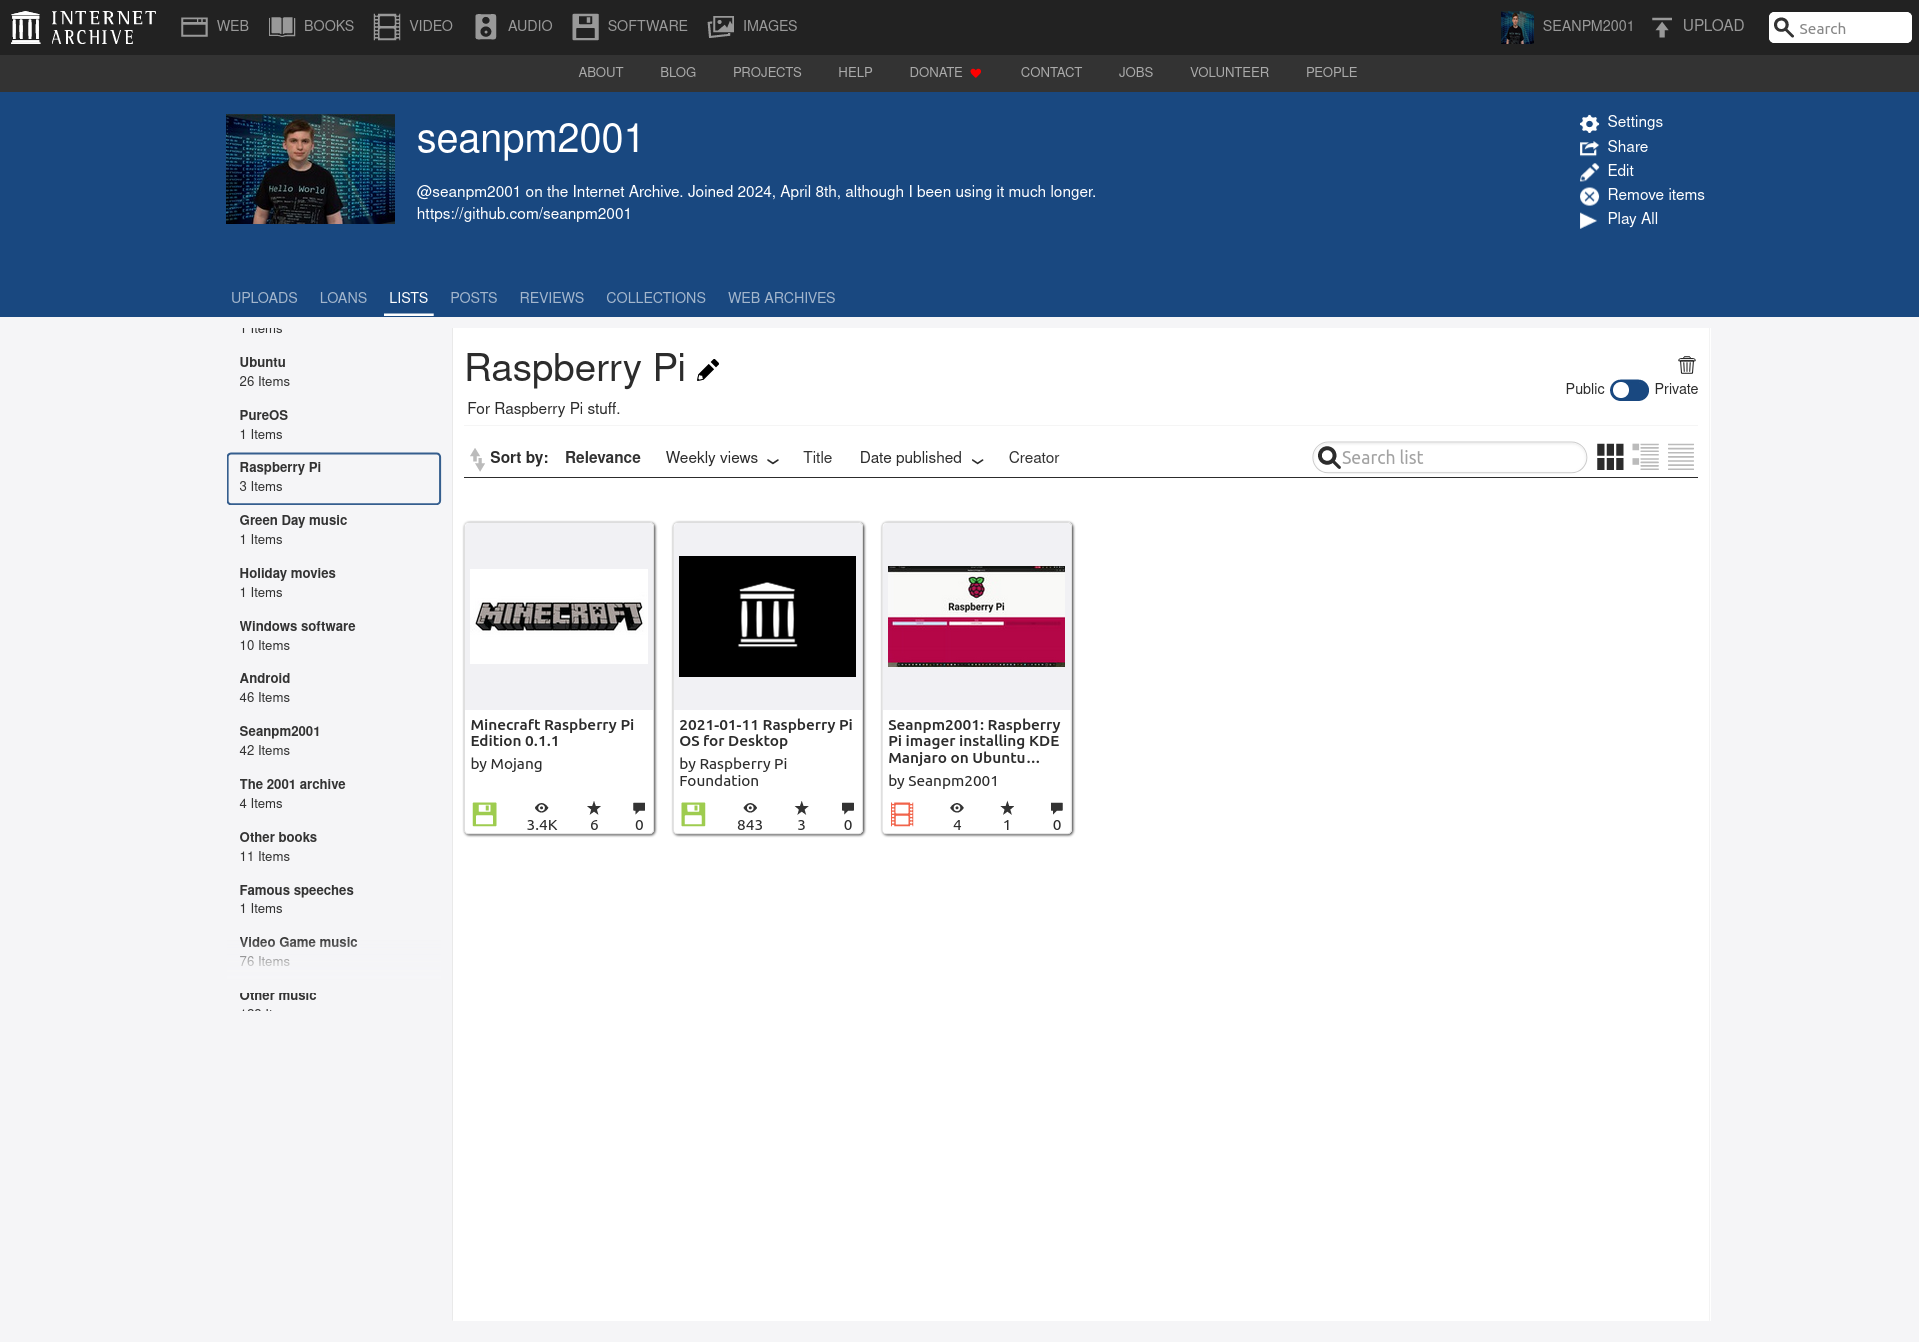 INTERNET ARCHIVE
WEB
BOOKS
VIDEO
AUDIO
SOFTWARE
IMAGES
SEANPM2001
UPLOAD
Search
ABOUT
BLOG
PROJECTS
HELP
DONATE
CONTACT
JOBS
VOLUNTEER
PEOPLE
Hello World
seanpm2001
@seanpm2001 on the Internet Archive. Joined 2024, April 8th, although I been using it much longer.
https://github.com/seanpm2001
Settings
Share
Edit
Remove items
Play All
UPLOADS
LOANS
LISTS
POSTS
REVIEWS
COLLECTIONS
WEB ARCHIVES
1 Items
Ubuntu
26 Items
PureOS
1 Items
Raspberry Pi
3 Items
Green Day music
1 Items
Holiday movies
1 Items
Windows software
10 Items
Android
46 Items
Seanpm2001
42 Items
The 2001 archive
4 Items
Other books
11 Items
Famous speeches
1 Items
Video Game music
76 Items
Other music
Raspberry Pi
For Raspberry Pi stuff.
Public
Private
Sort by:
Relevance
Weekly views
Title
Date published
Creator
Search list
MINECRAFT
Minecraft Raspberry Pi
Edition 0.1.1
by Mojang
3.4K
6
0
2021-01-11 Raspberry Pi
OS for Desktop
by Raspberry Pi
Foundation
843
3
0
Raspberry Pi
Seanpm2001: Raspberry
Pi imager installing KDE
Manjaro on Ubuntu...
by Seanpm2001
4
1
0